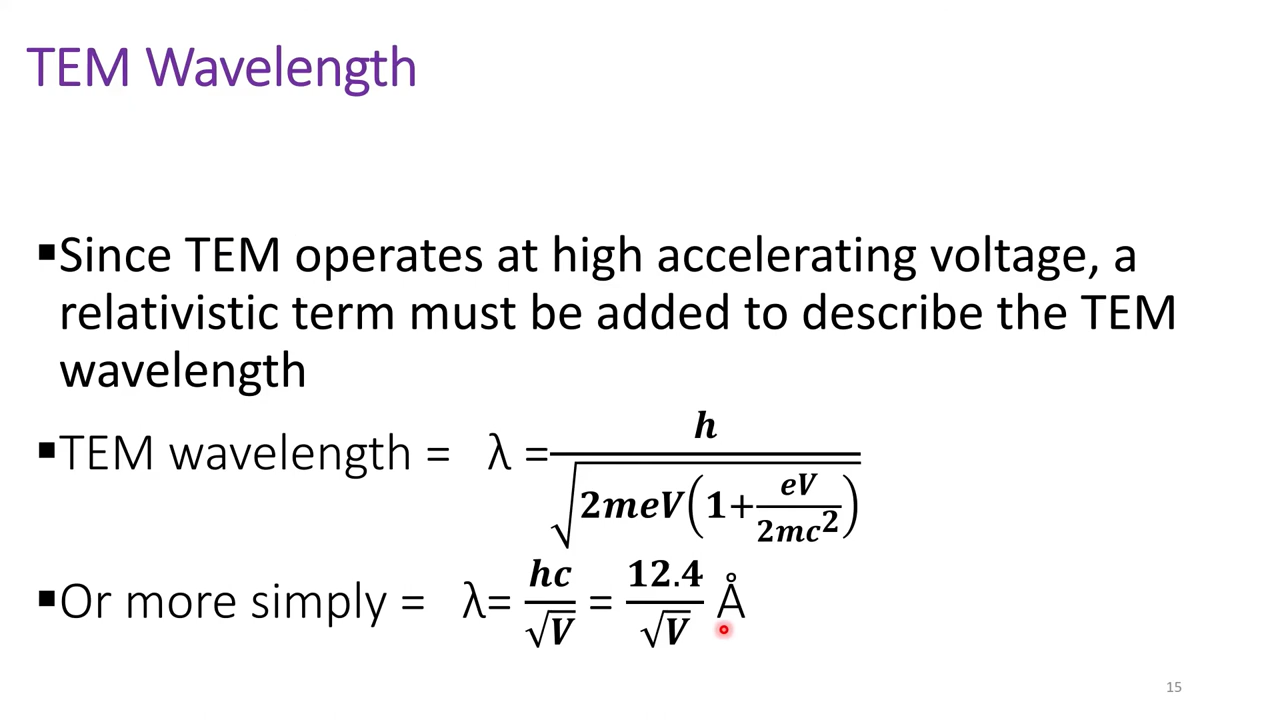 TEM Wavelength
▪Since TEM operates at high accelerating voltage, a
relativistic term must be added to describe the TEM
wavelength
▪TEM wavelength = λ = h / √(2meV(1+eV/2mc²))
▪Or more simply = λ= hc/√V = 12.4/√V Å
15